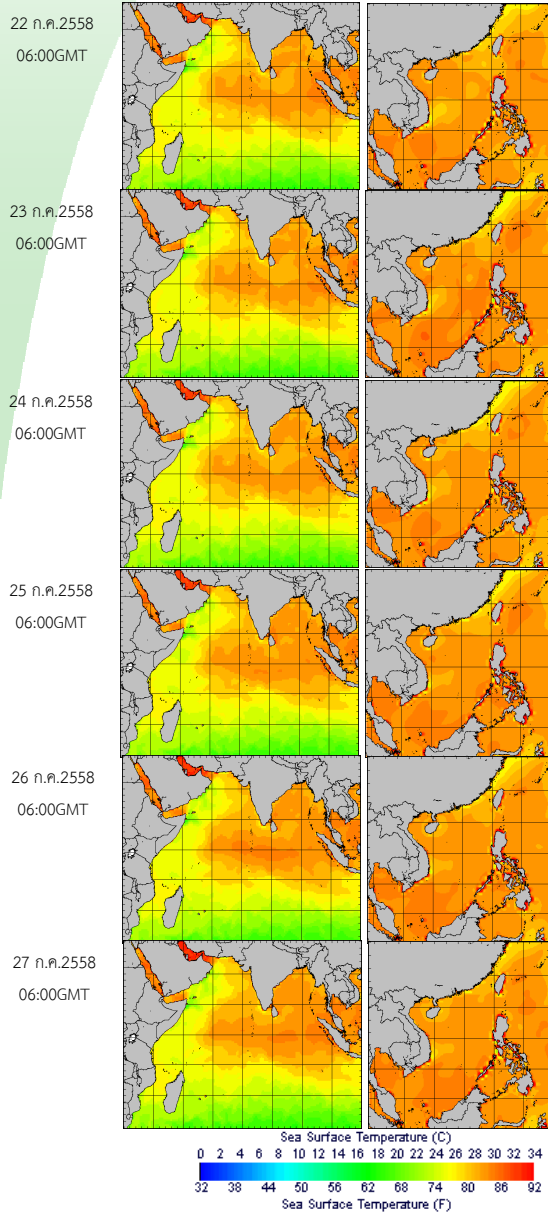 22 ก.ค.2558
06:00GMT
23 ก.ค.2558
06:00GMT
24 ก.ค.2558
06:00GMT
25 ก.ค.2558
06:00GMT
26 ก.ค.2558
06:00GMT
27 ก.ค.2558
06:00GMT
Sea Surface Temperature (C)
0 2 4 6 8 10 12 14 16 18 20 22 24 26 28 30 32 34
32 38 44 50 56 62 68 74 80 86 92
Sea Surface Temperature (F)